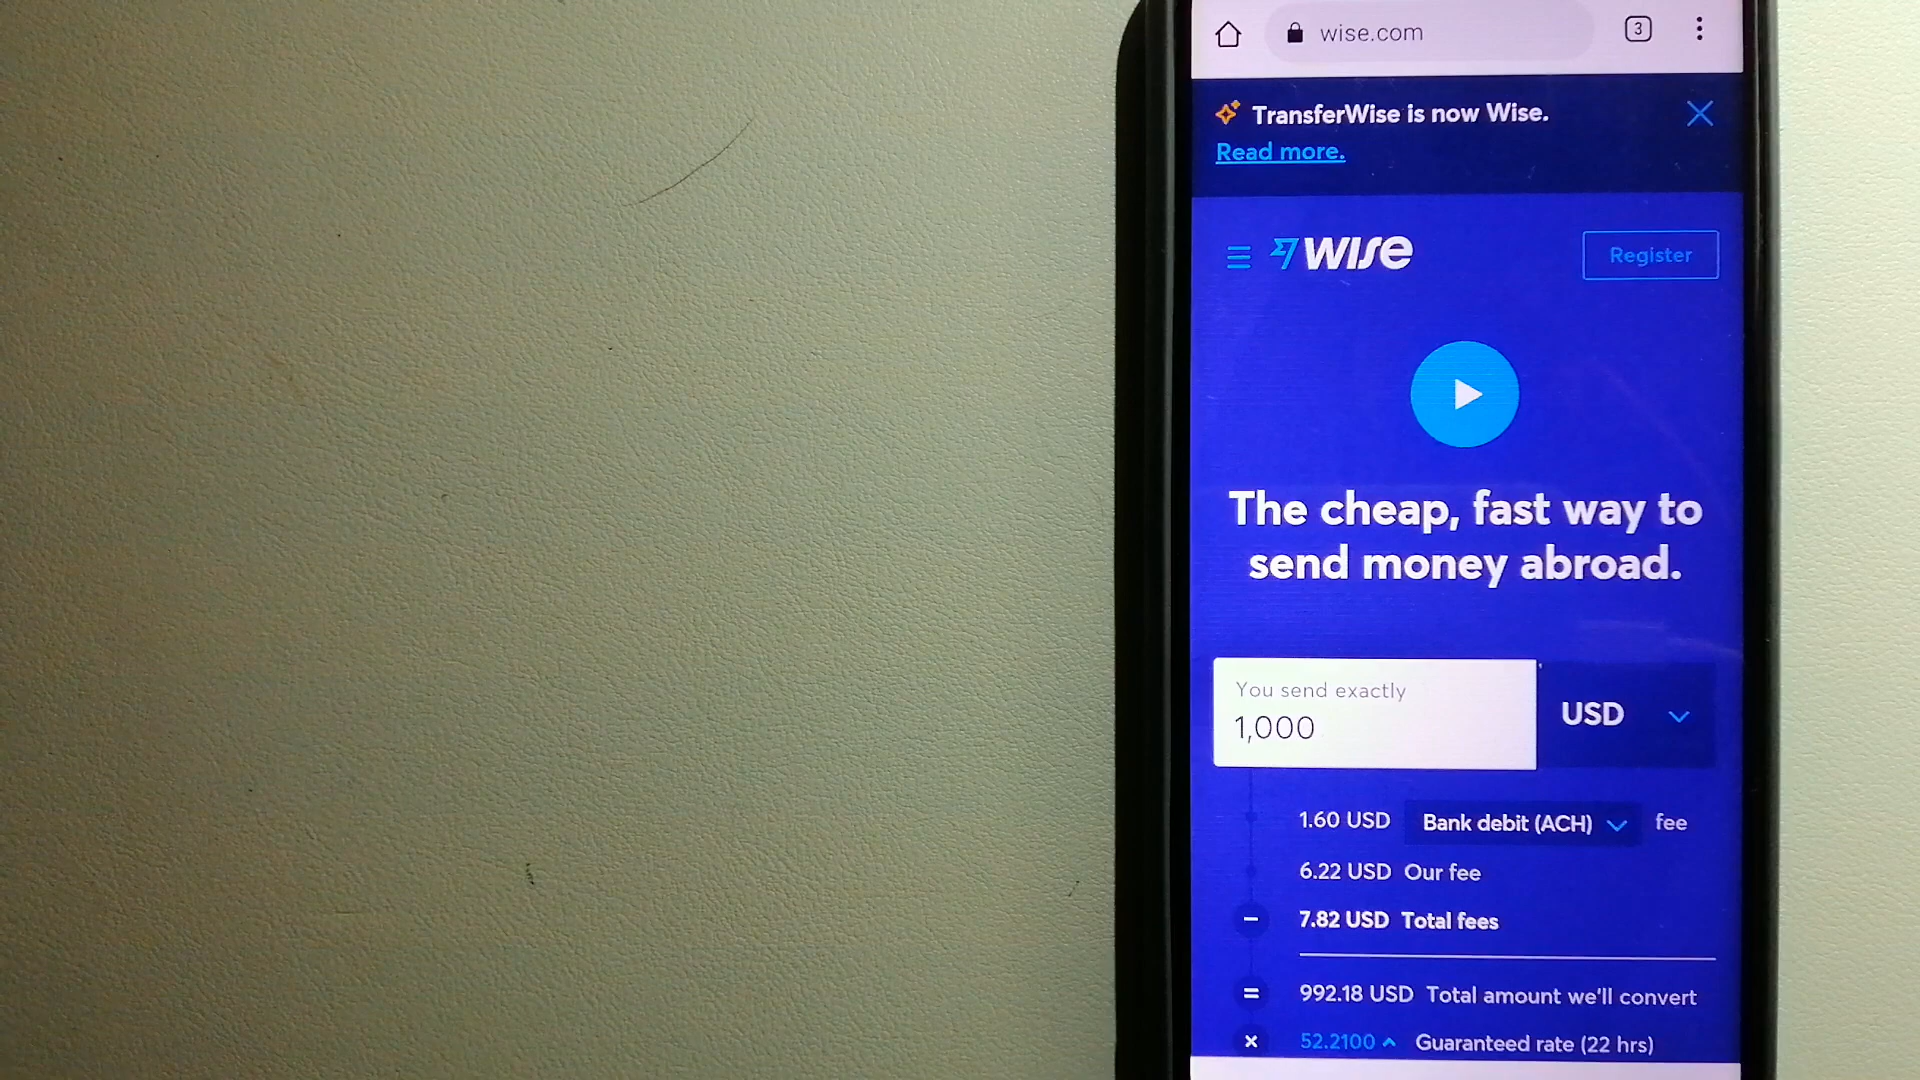 wise.com
3
TransferWise is now Wise.
Read more.
wise
Register
The cheap, fast way to
send money abroad.
You send exactly
1,000
USD
1.60 USD Bank debit (ACH) fee
6.22 USD Our fee
− 7.82 USD Total fees
= 992.18 USD Total amount we'll convert
× 52.2100 Guaranteed rate (22 hrs)